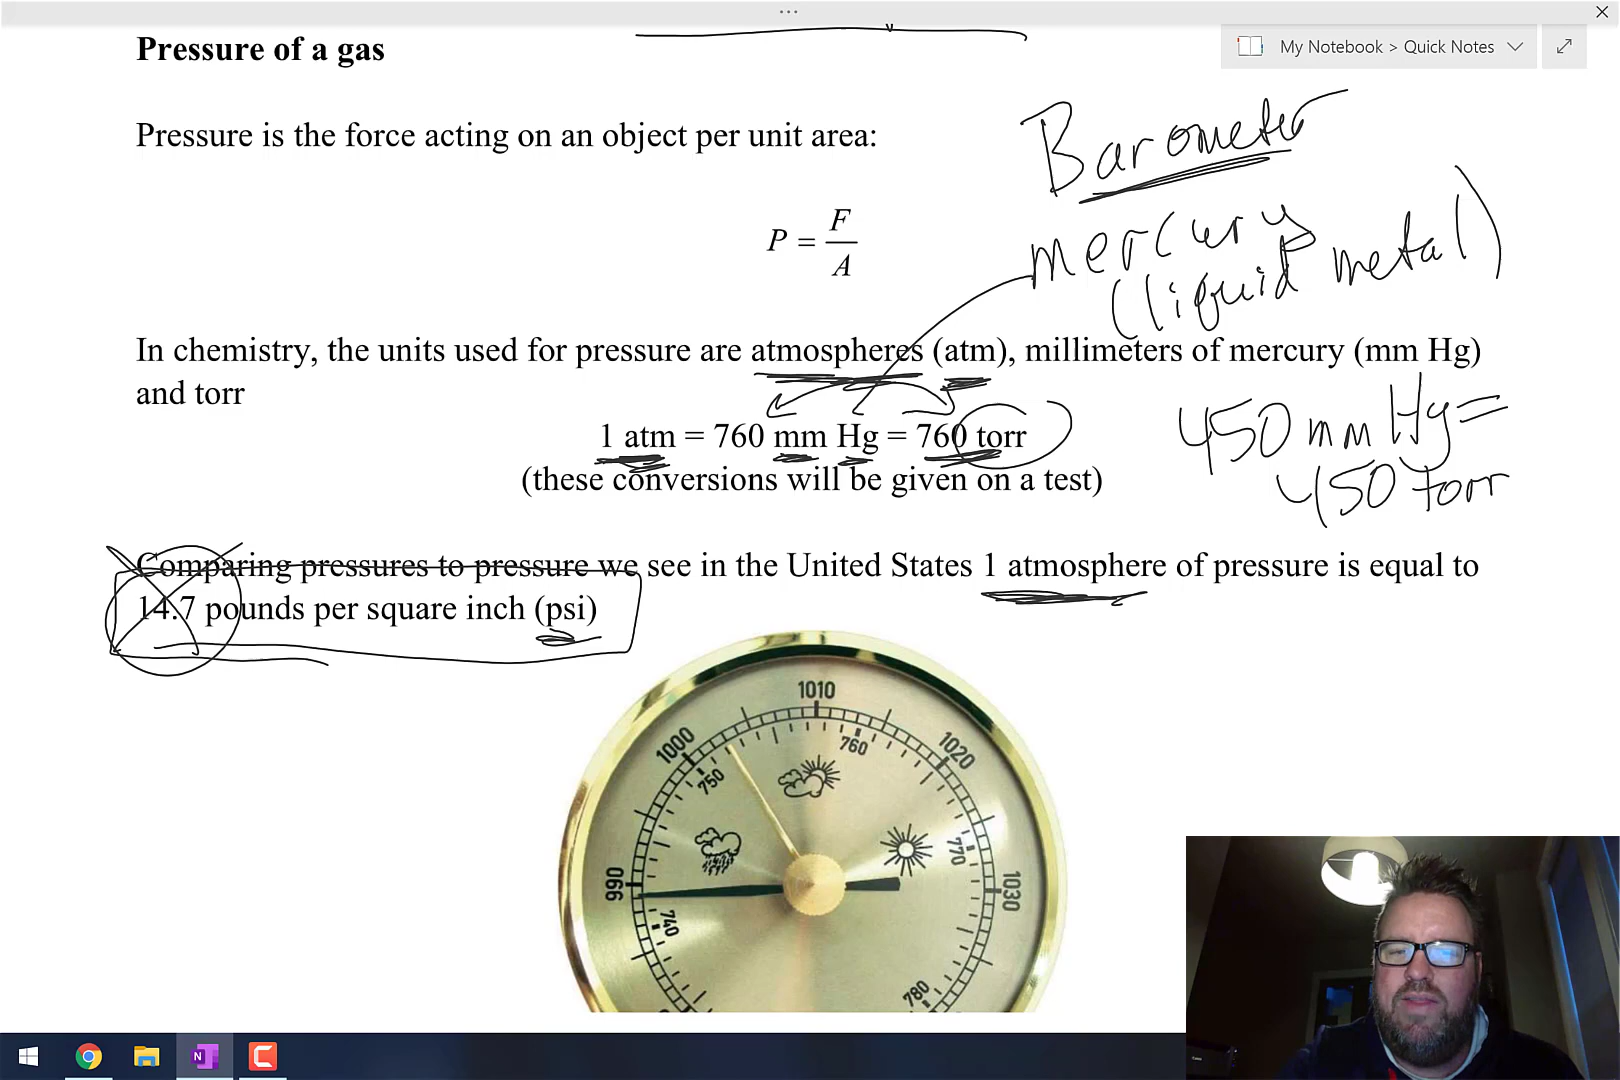 ...
My Notebook > Quick Notes
Pressure of a gas
Barometer
Pressure is the force acting on an object per unit area:
mercury
(liquid metal)
P = F/A
In chemistry, the units used for pressure are atmospheres (atm), millimeters of mercury (mm Hg)
and torr
1 atm = 760 mm Hg = 760 torr
450 mm Hg =
450 torr
(these conversions will be given on a test)
Comparing pressures to pressure we see in the United States 1 atmosphere of pressure is equal to
14.7 pounds per square inch (psi)
1010
1000
1020
760
750
770
990
1030
740
780
N